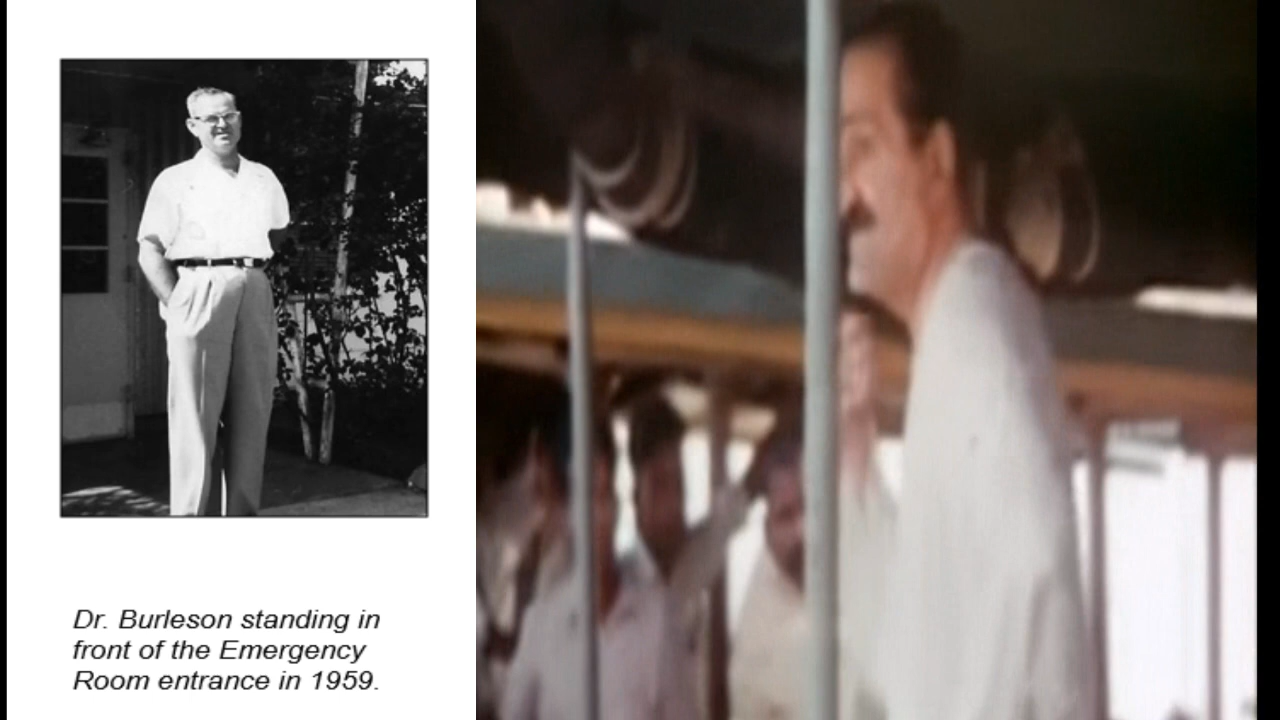 Dr. Burleson standing in
front of the Emergency
Room entrance in 1959.